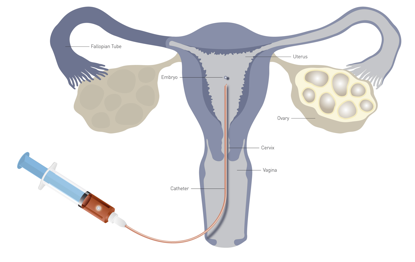 Fallopian Tube
Uterus
Embryo
Ovary
Cervix
Vagina
Catheter